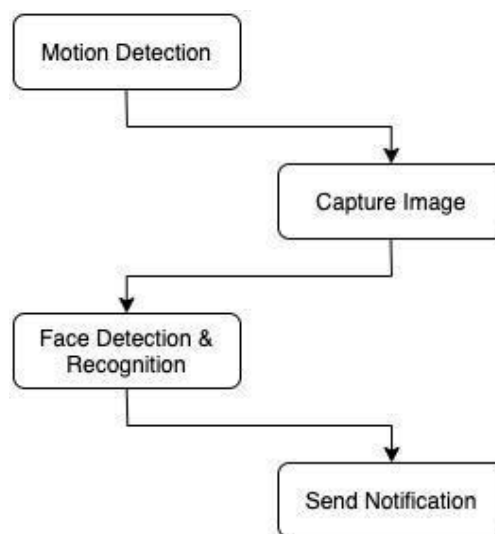 Motion Detection
Capture Image
Face Detection &
Recognition
Send Notification